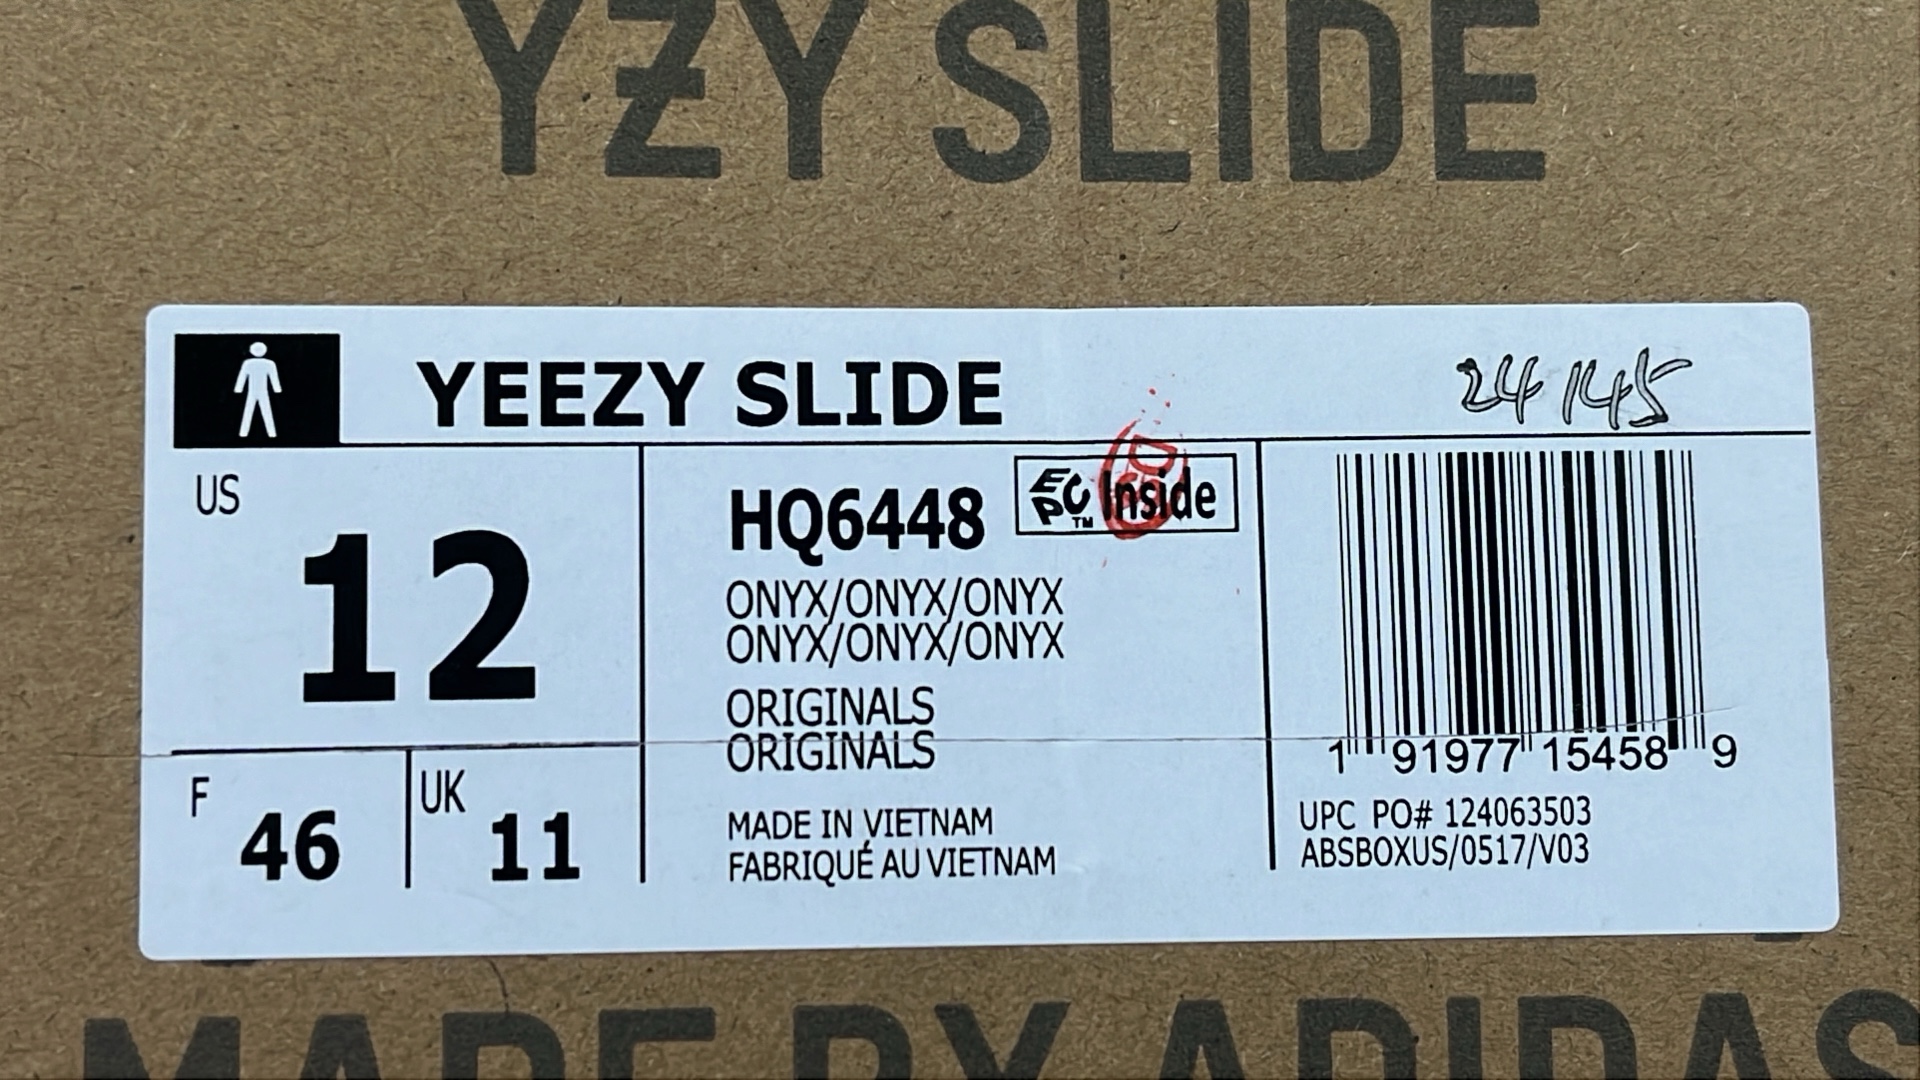 YZY SLIDE
YEEZY SLIDE
24 145
US
12
F
46
UK
11
HQ6448
EPC™ Inside
ONYX/ONYX/ONYX
ONYX/ONYX/ONYX
ORIGINALS
ORIGINALS
MADE IN VIETNAM
FABRIQUÉ AU VIETNAM
1 91977 15458 9
UPC PO# 124063503
ABSBOXUS/0517/V03
MADE BY ADIDAS